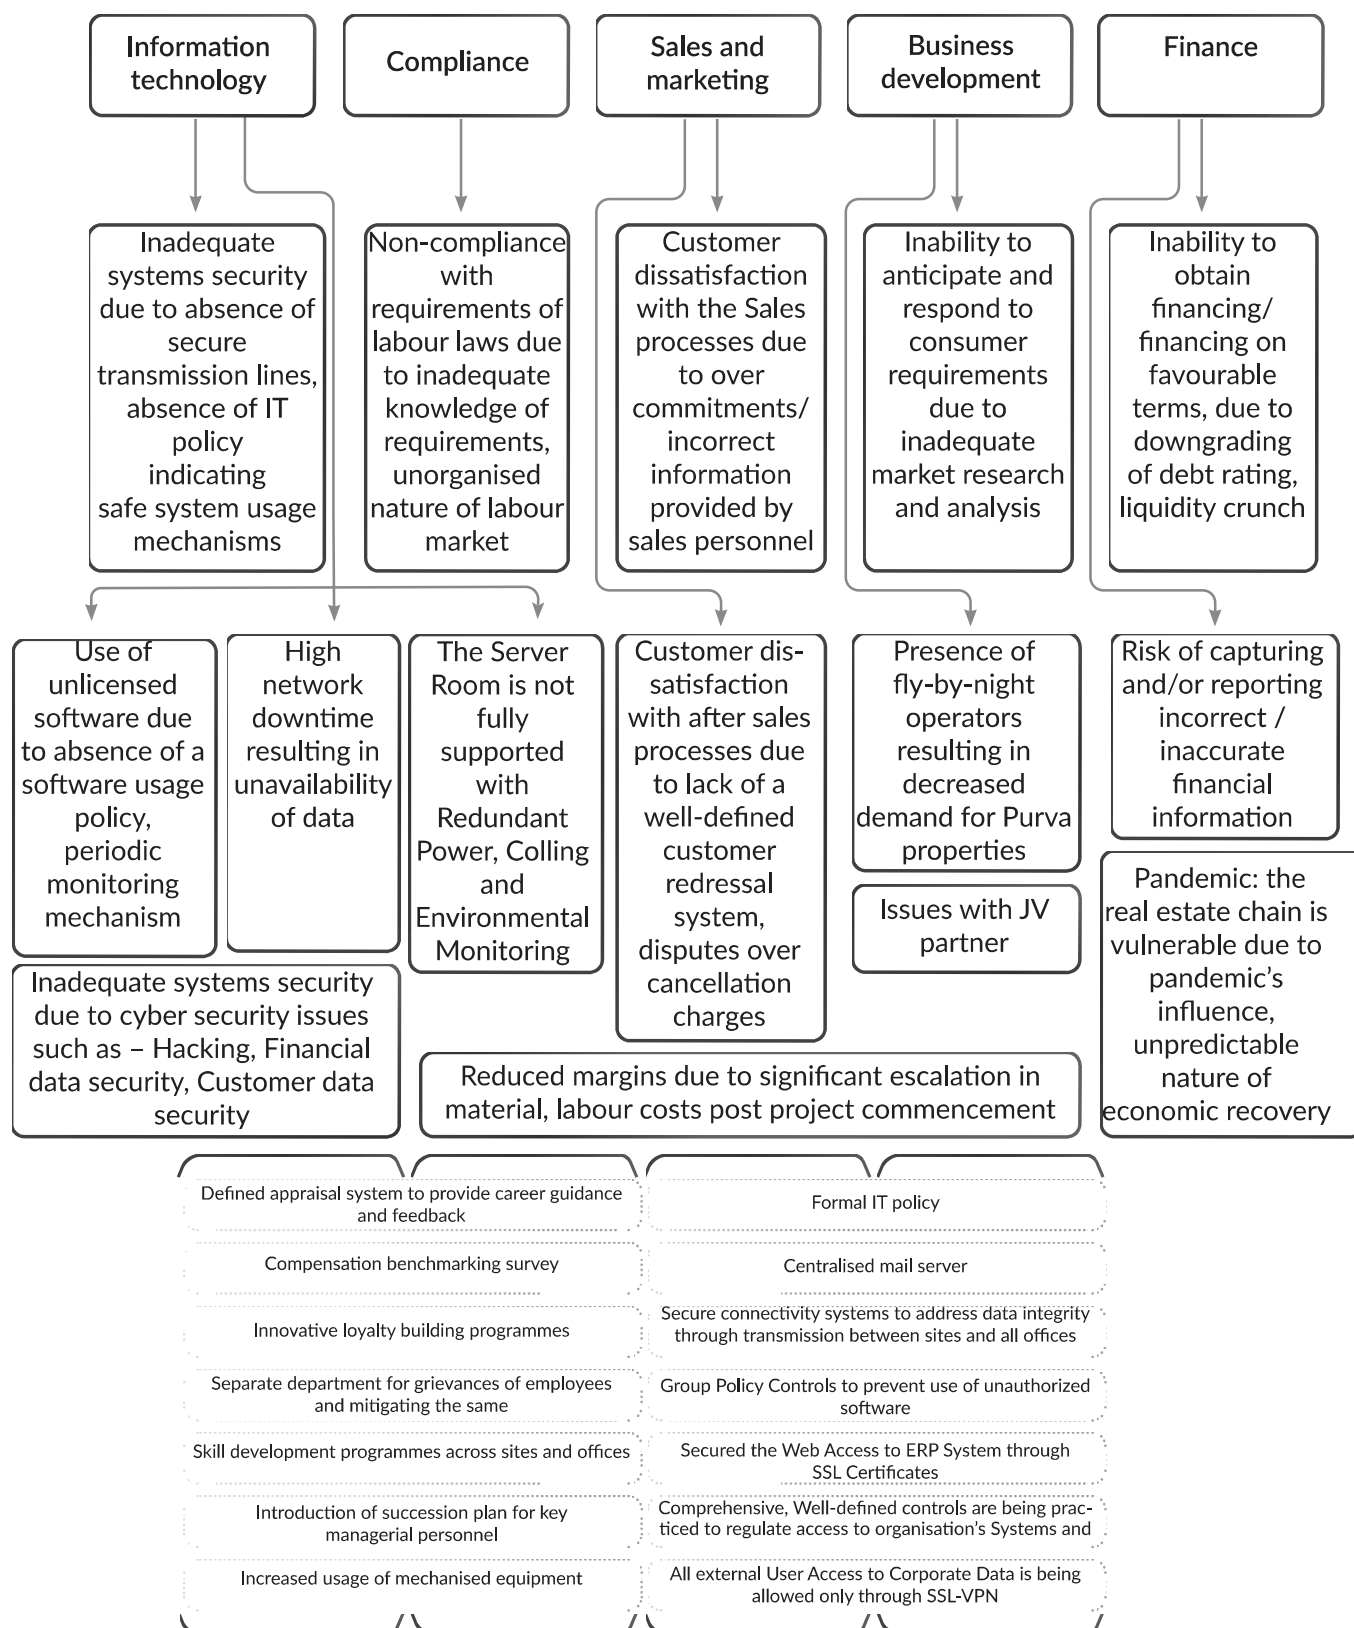 Information
technology
Compliance
Sales and
marketing
Business
development
Finance
Inadequate
systems security
due to absence of
secure
transmission lines,
absence of IT
policy
indicating
safe system usage
mechanisms
Non-compliance
with
requirements of
labour laws due
to inadequate
knowledge of
requirements,
unorganised
nature of labour
market
Customer
dissatisfaction
with the Sales
processes due
to over
commitments/
incorrect
information
provided by
sales personnel
Inability to
anticipate and
respond to
consumer
requirements
due to
inadequate
market research
and analysis
Inability to
obtain
financing/
financing on
favourable
terms, due to
downgrading
of debt rating,
liquidity crunch
Use of
unlicensed
software due
to absence of a
software usage
policy,
periodic
monitoring
mechanism
High
network
downtime
resulting in
unavailability
of data
The Server
Room is not
fully
supported
with
Redundant
Power, Colling
and
Environmental
Monitoring
Customer dis-
satisfaction
with after sales
processes due
to lack of a
well-defined
customer
redressal
system,
disputes over
cancellation
charges
Presence of
fly-by-night
operators
resulting in
decreased
demand for Purva
properties
Risk of capturing
and/or reporting
incorrect /
inaccurate
financial
information
Issues with JV
partner
Pandemic: the
real estate chain is
vulnerable due to
pandemic’s
influence,
unpredictable
nature of
economic recovery
Inadequate systems security
due to cyber security issues
such as – Hacking, Financial
data security, Customer data
security
Reduced margins due to significant escalation in
material, labour costs post project commencement
Defined appraisal system to provide career guidance
and feedback
Formal IT policy
Compensation benchmarking survey
Centralised mail server
Innovative loyalty building programmes
Secure connectivity systems to address data integrity
through transmission between sites and all offices
Separate department for grievances of employees
and mitigating the same
Group Policy Controls to prevent use of unauthorized
software
Skill development programmes across sites and offices
Secured the Web Access to ERP System through
SSL Certificates
Introduction of succession plan for key
managerial personnel
Comprehensive, Well-defined controls are being prac-
ticed to regulate access to organisation’s Systems and
Increased usage of mechanised equipment
All external User Access to Corporate Data is being
allowed only through SSL-VPN